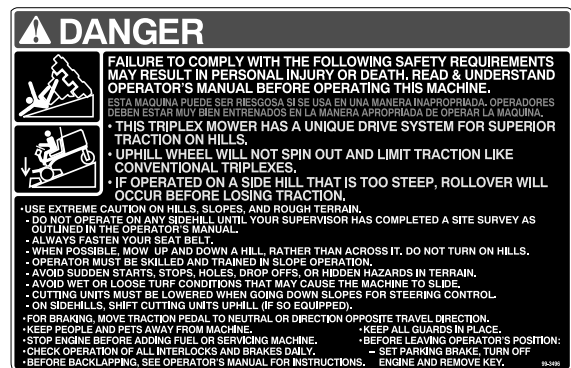 DANGER
FAILURE TO COMPLY WITH THE FOLLOWING SAFETY REQUIREMENTS
MAY RESULT IN PERSONAL INJURY OR DEATH. READ & UNDERSTAND
OPERATOR'S MANUAL BEFORE OPERATING THIS MACHINE.
ESTA MAQUINA PUEDE SER RIESGOSA SI SE USA EN UNA MANERA INAPROPRIADA. OPERADORES
DEBEN ESTAR MUY BIEN ENTRENADOS EN LA MANERA APROPRIADA DE OPERAR LA MAQUINA.
• THIS TRIPLEX MOWER HAS A UNIQUE DRIVE SYSTEM FOR SUPERIOR
TRACTION ON HILLS.
• UPHILL WHEEL WILL NOT SPIN OUT AND LIMIT TRACTION LIKE
CONVENTIONAL TRIPLEXES.
• IF OPERATED ON A SIDE HILL THAT IS TOO STEEP, ROLLOVER WILL
OCCUR BEFORE LOSING TRACTION.
•USE EXTREME CAUTION ON HILLS, SLOPES, AND ROUGH TERRAIN.
- DO NOT OPERATE ON ANY SIDEHILL UNTIL YOUR SUPERVISOR HAS COMPLETED A SITE SURVEY AS
OUTLINED IN THE OPERATOR'S MANUAL.
- ALWAYS FASTEN YOUR SEAT BELT.
- WHEN POSSIBLE, MOW UP AND DOWN A HILL, RATHER THAN ACROSS IT. DO NOT TURN ON HILLS.
- OPERATOR MUST BE SKILLED AND TRAINED IN SLOPE OPERATION.
- AVOID SUDDEN STARTS, STOPS, HOLES, DROP OFFS, OR HIDDEN HAZARDS IN TERRAIN.
- AVOID WET OR LOOSE TURF CONDITIONS THAT MAY CAUSE THE MACHINE TO SLIDE.
- CUTTING UNITS MUST BE LOWERED WHEN GOING DOWN SLOPES FOR STEERING CONTROL.
- ON SIDEHILLS, SHIFT CUTTING UNITS UPHILL (IF SO EQUIPPED).
•FOR BRAKING, MOVE TRACTION PEDAL TO NEUTRAL OR DIRECTION OPPOSITE TRAVEL DIRECTION.
•KEEP PEOPLE AND PETS AWAY FROM MACHINE.
•STOP ENGINE BEFORE ADDING FUEL OR SERVICING MACHINE.
•CHECK OPERATION OF ALL INTERLOCKS AND BRAKES DAILY.
•BEFORE BACKLAPPING, SEE OPERATOR'S MANUAL FOR INSTRUCTIONS.
•KEEP ALL GUARDS IN PLACE.
•BEFORE LEAVING OPERATOR'S POSITION:
– SET PARKING BRAKE, TURN OFF
ENGINE AND REMOVE KEY.
99-3496